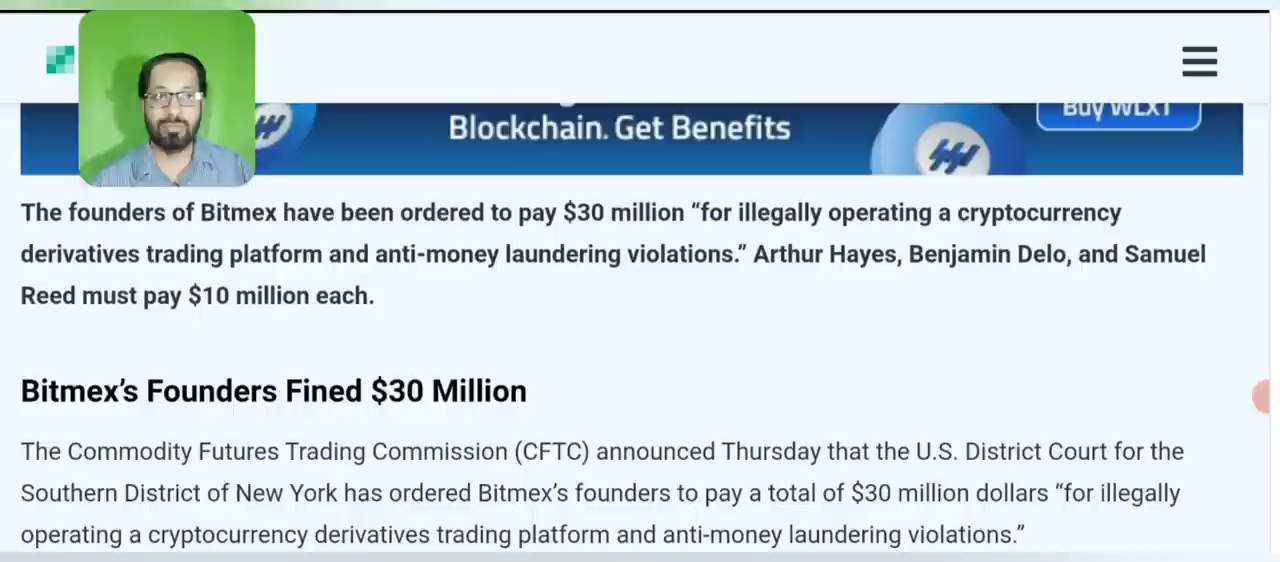 Blockchain. Get Benefits
Buy WLXT
The founders of Bitmex have been ordered to pay $30 million “for illegally operating a cryptocurrency
derivatives trading platform and anti-money laundering violations.” Arthur Hayes, Benjamin Delo, and Samuel
Reed must pay $10 million each.
Bitmex’s Founders Fined $30 Million
The Commodity Futures Trading Commission (CFTC) announced Thursday that the U.S. District Court for the
Southern District of New York has ordered Bitmex’s founders to pay a total of $30 million dollars “for illegally
operating a cryptocurrency derivatives trading platform and anti-money laundering violations.”